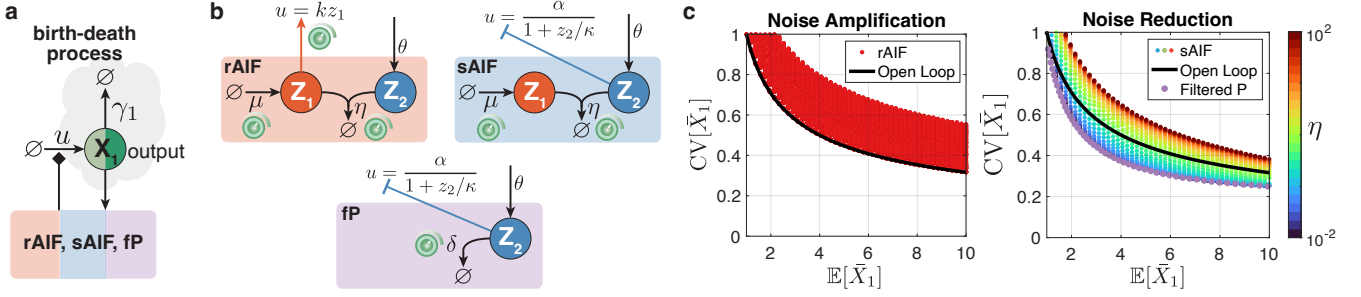 a
birth-death
process
∅
γ₁
u
∅
X₁
output
rAIF, sAIF, fP
b
u = kz₁
θ
rAIF
∅
μ
Z₁
η
Z₂
∅
u = α / (1 + z₂/κ)
θ
sAIF
∅
μ
Z₁
η
Z₂
∅
u = α / (1 + z₂/κ)
θ
fP
δ
Z₂
∅
c
Noise Amplification
CV[X̄₁]
1
0.8
0.6
0.4
0.2
0
rAIF
Open Loop
2 4 6 8 10
𝔼[X̄₁]
Noise Reduction
CV[X̄₁]
1
0.8
0.6
0.4
0.2
0
sAIF
Open Loop
Filtered P
2 4 6 8 10
𝔼[X̄₁]
10²
η
10⁻²